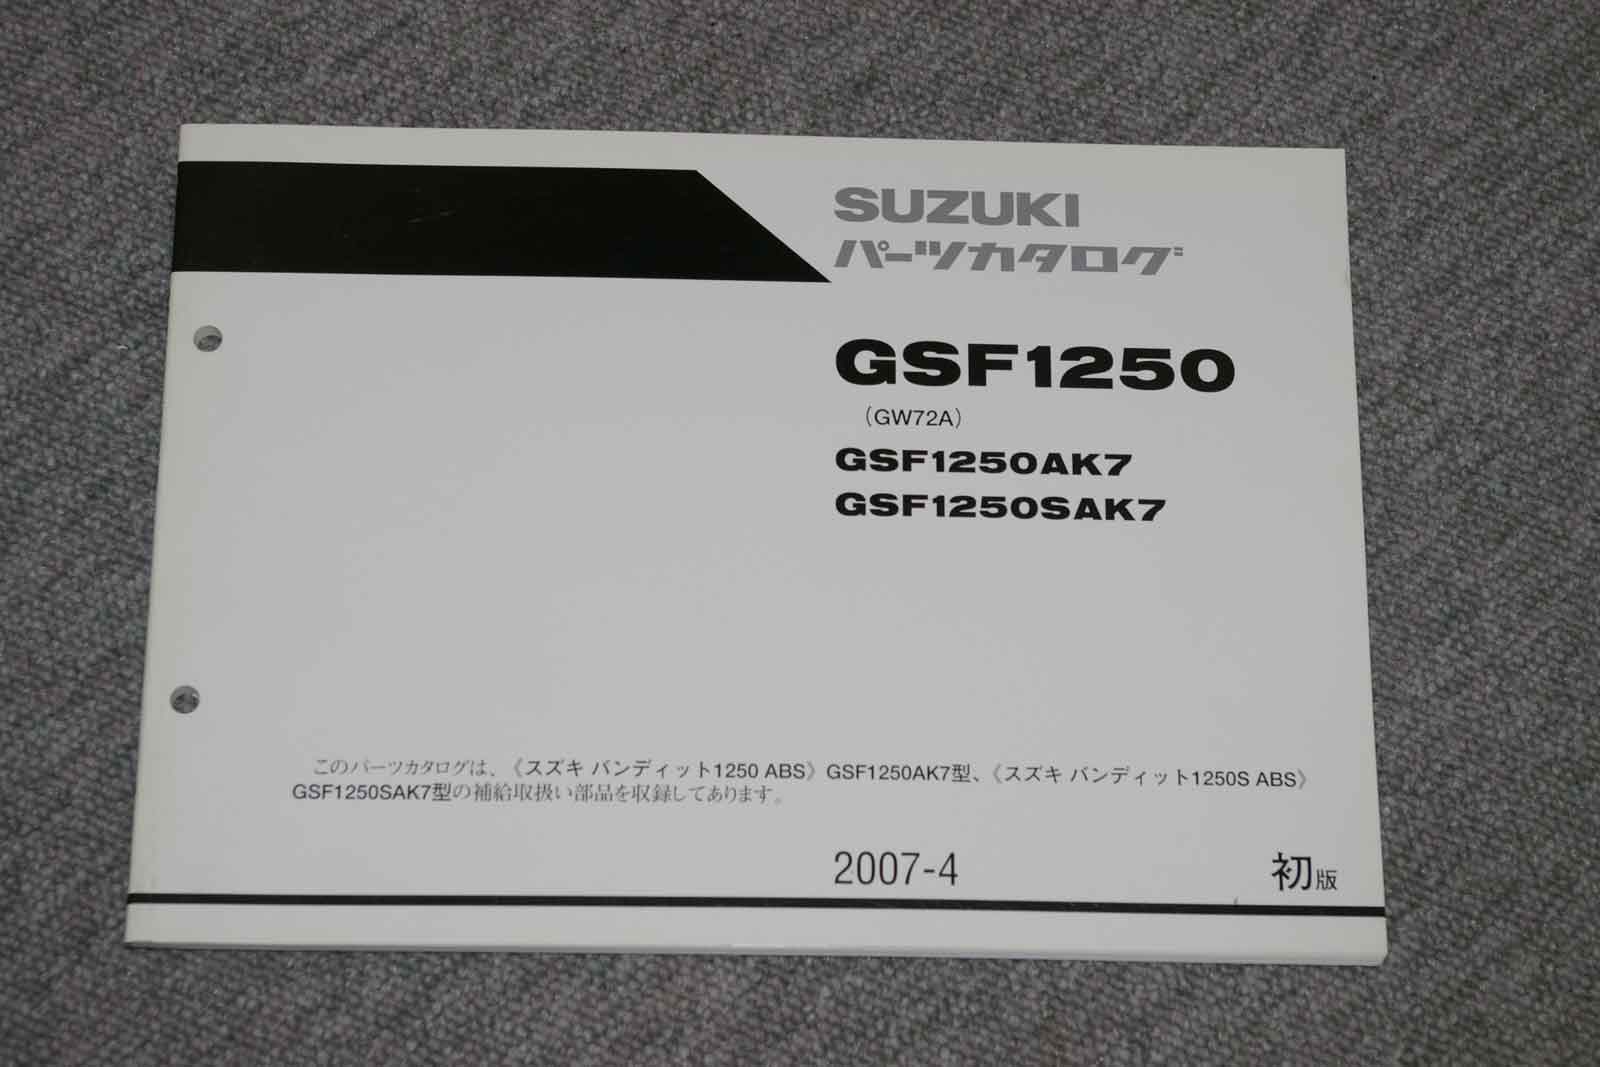 SUZUKI
パーツカタログ
GSF1250
(GW72A)
GSF1250AK7
GSF1250SAK7
このパーツカタログは、《スズキ バンディット1250 ABS》GSF1250AK7型、《スズキ バンディット1250S ABS》
GSF1250SAK7型の補給取扱い部品を収録してあります。
2007-4 初版